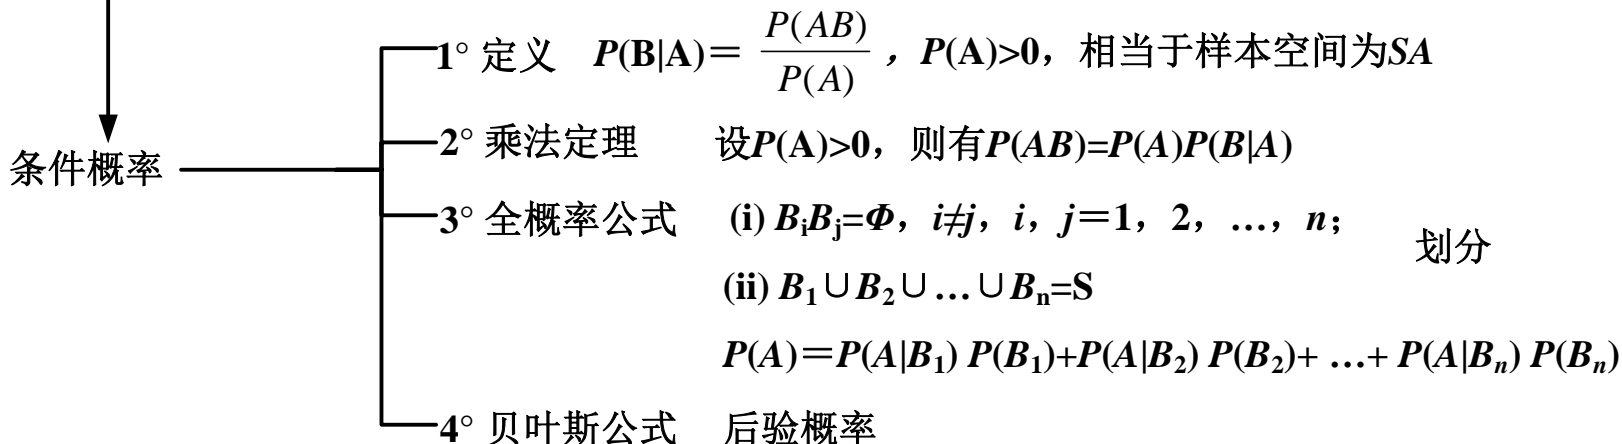 1° 定义 P(B|A)＝ P(AB)/P(A) ，P(A)>0，相当于样本空间为SA
2° 乘法定理 设P(A)>0，则有P(AB)=P(A)P(B|A)
条件概率
3° 全概率公式 (i) BᵢBⱼ=Φ，i≠j，i，j＝1，2，…，n；
划分
(ii) B₁∪B₂∪…∪Bₙ=S
P(A)＝P(A|B₁) P(B₁)+P(A|B₂) P(B₂)+ …+ P(A|Bₙ) P(Bₙ)
4° 贝叶斯公式 后验概率